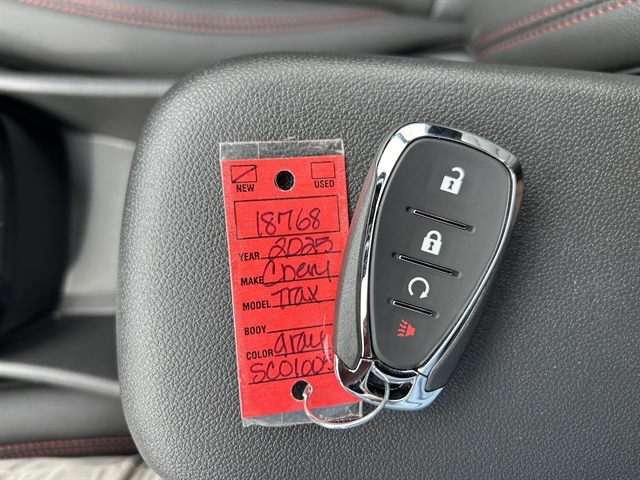 NEW USED
18768
YEAR 2025
MAKE Chevy
MODEL Trax
BODY
COLOR gray